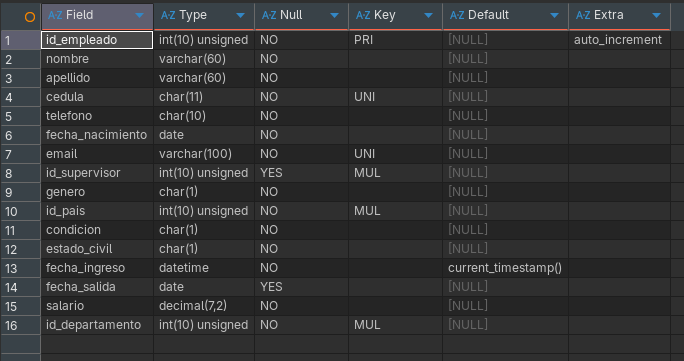 Field Type Null Key Default Extra
1 id_empleado int(10) unsigned NO PRI [NULL] auto_increment
2 nombre varchar(60) NO [NULL]
3 apellido varchar(60) NO [NULL]
4 cedula char(11) NO UNI [NULL]
5 telefono char(10) NO [NULL]
6 fecha_nacimiento date NO [NULL]
7 email varchar(100) NO UNI [NULL]
8 id_supervisor int(10) unsigned YES MUL [NULL]
9 genero char(1) NO [NULL]
10 id_pais int(10) unsigned NO MUL [NULL]
11 condicion char(1) NO [NULL]
12 estado_civil char(1) NO [NULL]
13 fecha_ingreso datetime NO current_timestamp()
14 fecha_salida date YES [NULL]
15 salario decimal(7,2) NO [NULL]
16 id_departamento int(10) unsigned NO MUL [NULL]